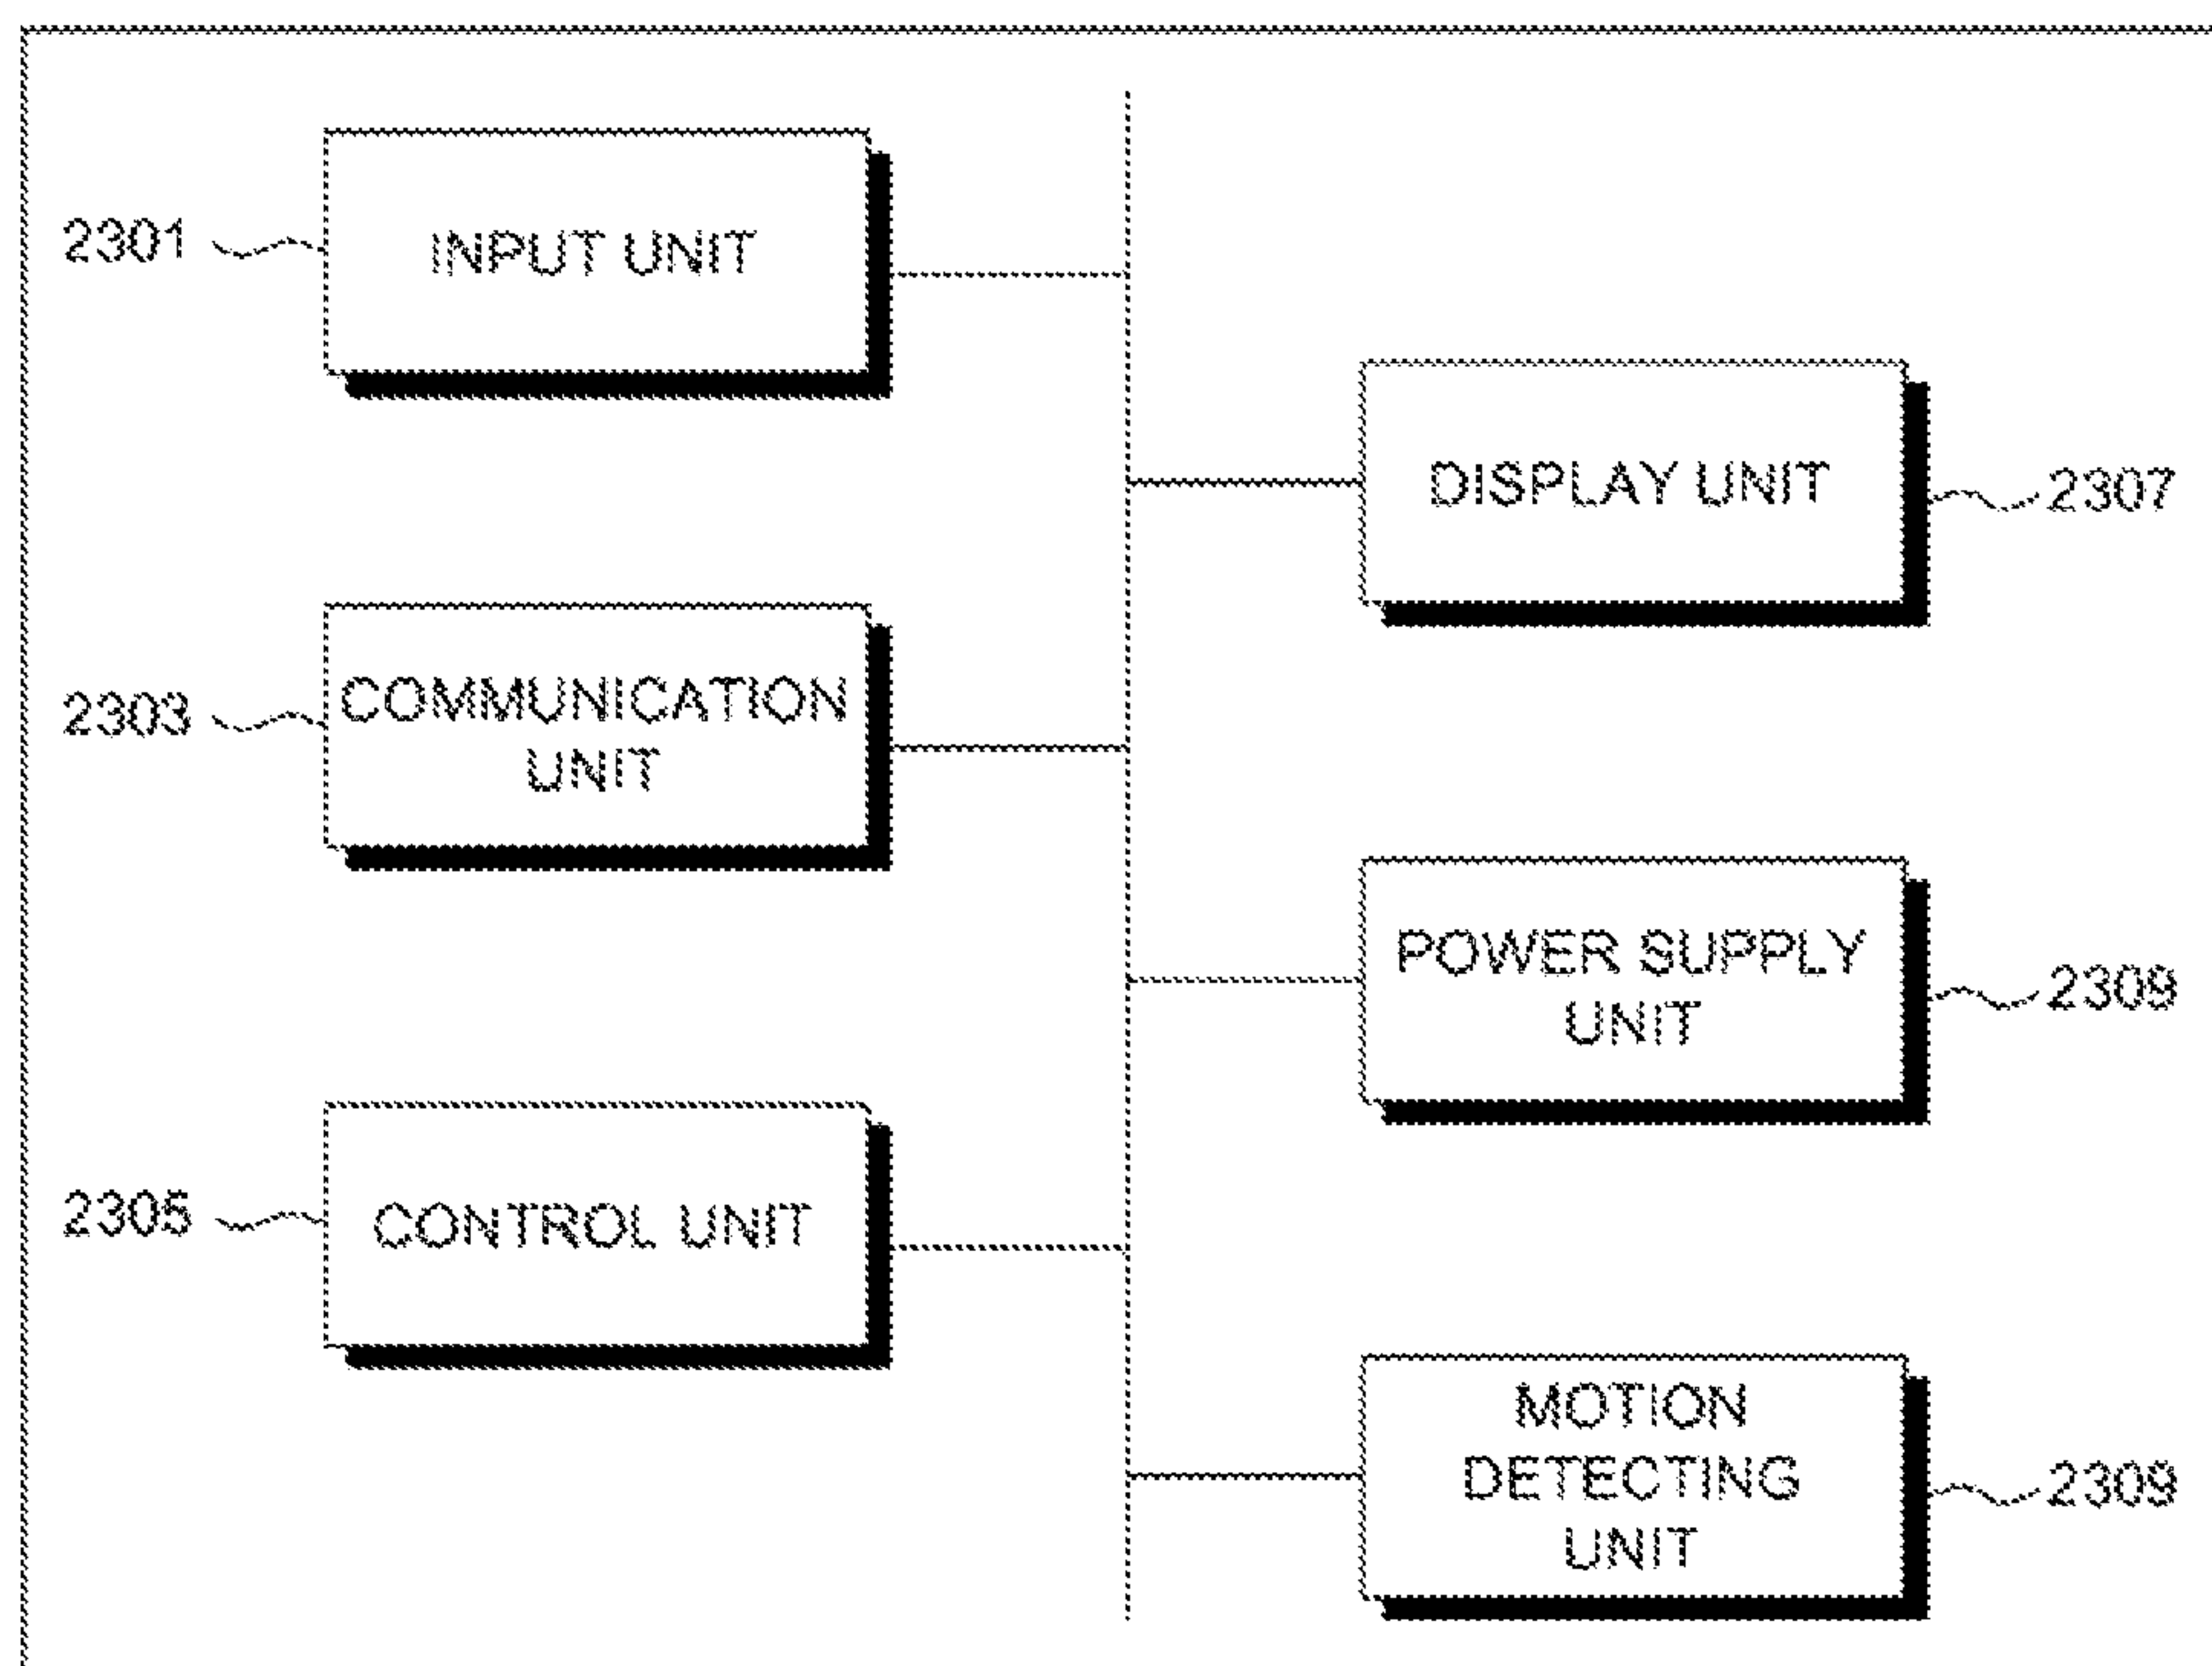 2301
INPUT UNIT
DISPLAY UNIT
2307
2303
COMMUNICATION
UNIT
POWER SUPPLY
UNIT
2309
2305
CONTROL UNIT
MOTION
DETECTING
UNIT
2309